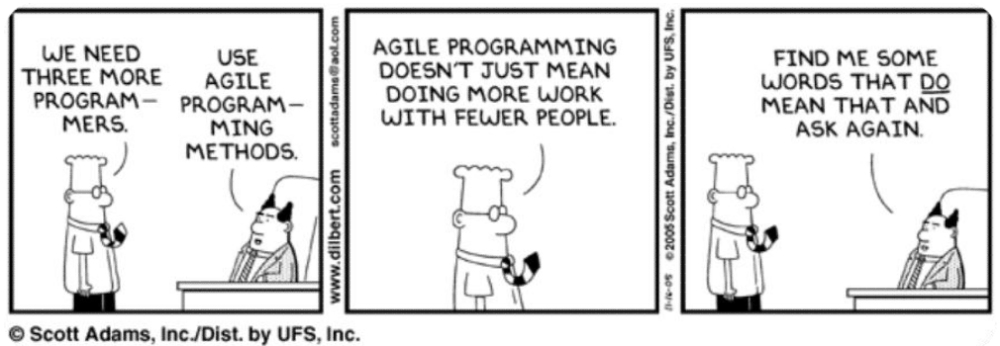 WE NEED
THREE MORE
PROGRAM—
MERS.
USE
AGILE
PROGRAM—
MING
METHODS.
www.dilbert.com scottadams@aol.com
AGILE PROGRAMMING
DOESN'T JUST MEAN
DOING MORE WORK
WITH FEWER PEOPLE.
11-16-05 © 2005 Scott Adams, Inc./Dist. by UFS, Inc.
FIND ME SOME
WORDS THAT DO
MEAN THAT AND
ASK AGAIN.
© Scott Adams, Inc./Dist. by UFS, Inc.